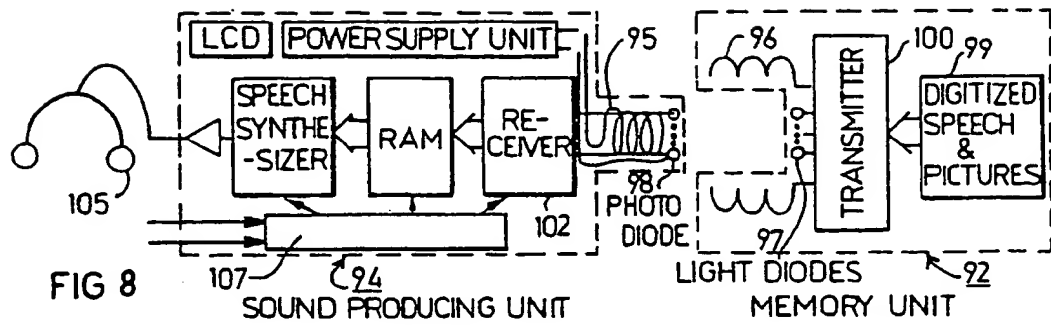 LCD
POWER SUPPLY UNIT
95
96
100
99
SPEECH
SYNTHE
-SIZER
RAM
RE-
CEIVER
TRANSMITTER
DIGITIZED
SPEECH
&
PICTURES
105
98
PHOTO
DIODE
102
97
107
94
LIGHT DIODES
92
FIG 8
SOUND PRODUCING UNIT
MEMORY UNIT